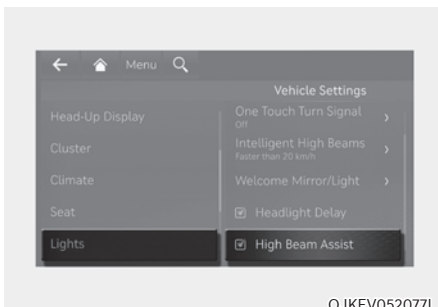 Menu
Vehicle Settings
Head-Up Display
Cluster
Climate
Seat
Lights
One Touch Turn Signal
Off
Intelligent High Beams
Faster than 20 km/h
Welcome Mirror/Light
Headlight Delay
High Beam Assist